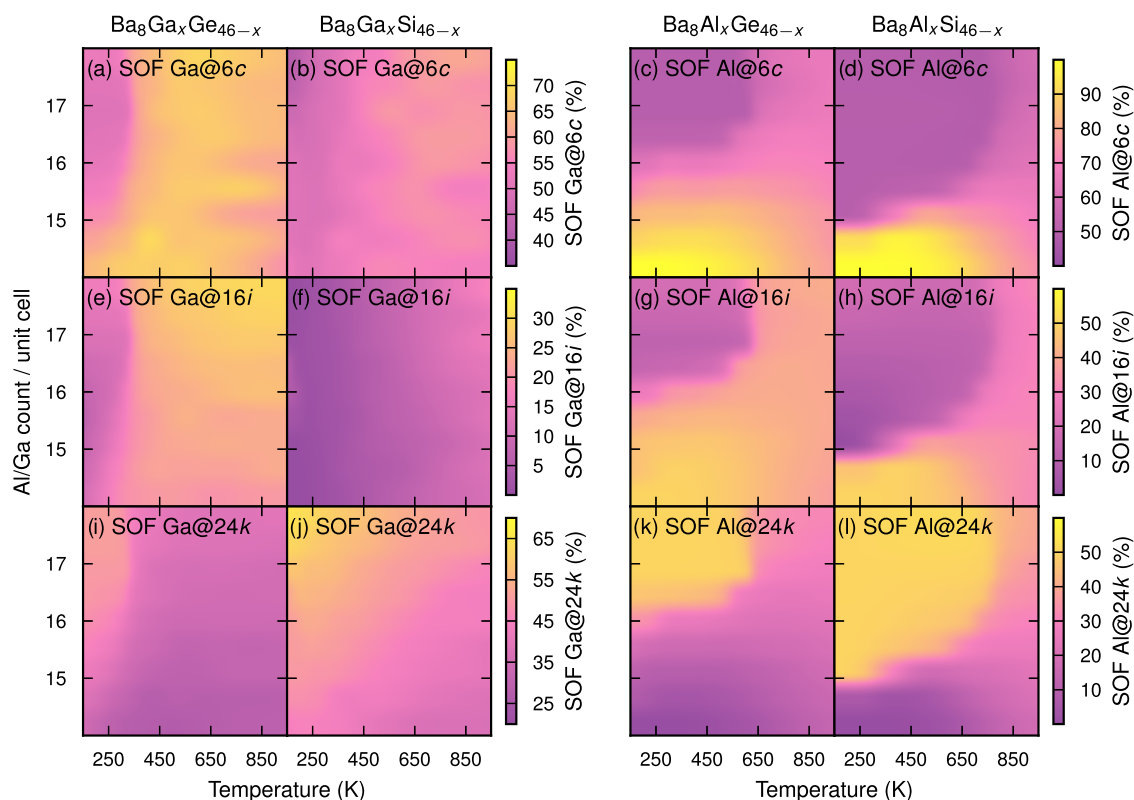 Ba₈GaₓGe₄₆₋ₓ Ba₈GaₓSi₄₆₋ₓ Ba₈AlₓGe₄₆₋ₓ Ba₈AlₓSi₄₆₋ₓ
(a) SOF Ga@6c
(b) SOF Ga@6c
70
65
60
55
50
45
40
SOF Ga@6c (%)
(c) SOF Al@6c
(d) SOF Al@6c
90
80
70
60
50
SOF Al@6c (%)
17
16
15
(e) SOF Ga@16i
(f) SOF Ga@16i
30
25
20
15
10
5
SOF Ga@16i (%)
(g) SOF Al@16i
(h) SOF Al@16i
50
40
30
20
10
SOF Al@16i (%)
17
16
15
Al/Ga count / unit cell
(i) SOF Ga@24k
(j) SOF Ga@24k
65
55
45
35
25
SOF Ga@24k (%)
(k) SOF Al@24k
(l) SOF Al@24k
50
40
30
20
10
SOF Al@24k (%)
17
16
15
250 450 650 850 250 450 650 850 250 450 650 850 250 450 650 850
Temperature (K) Temperature (K)